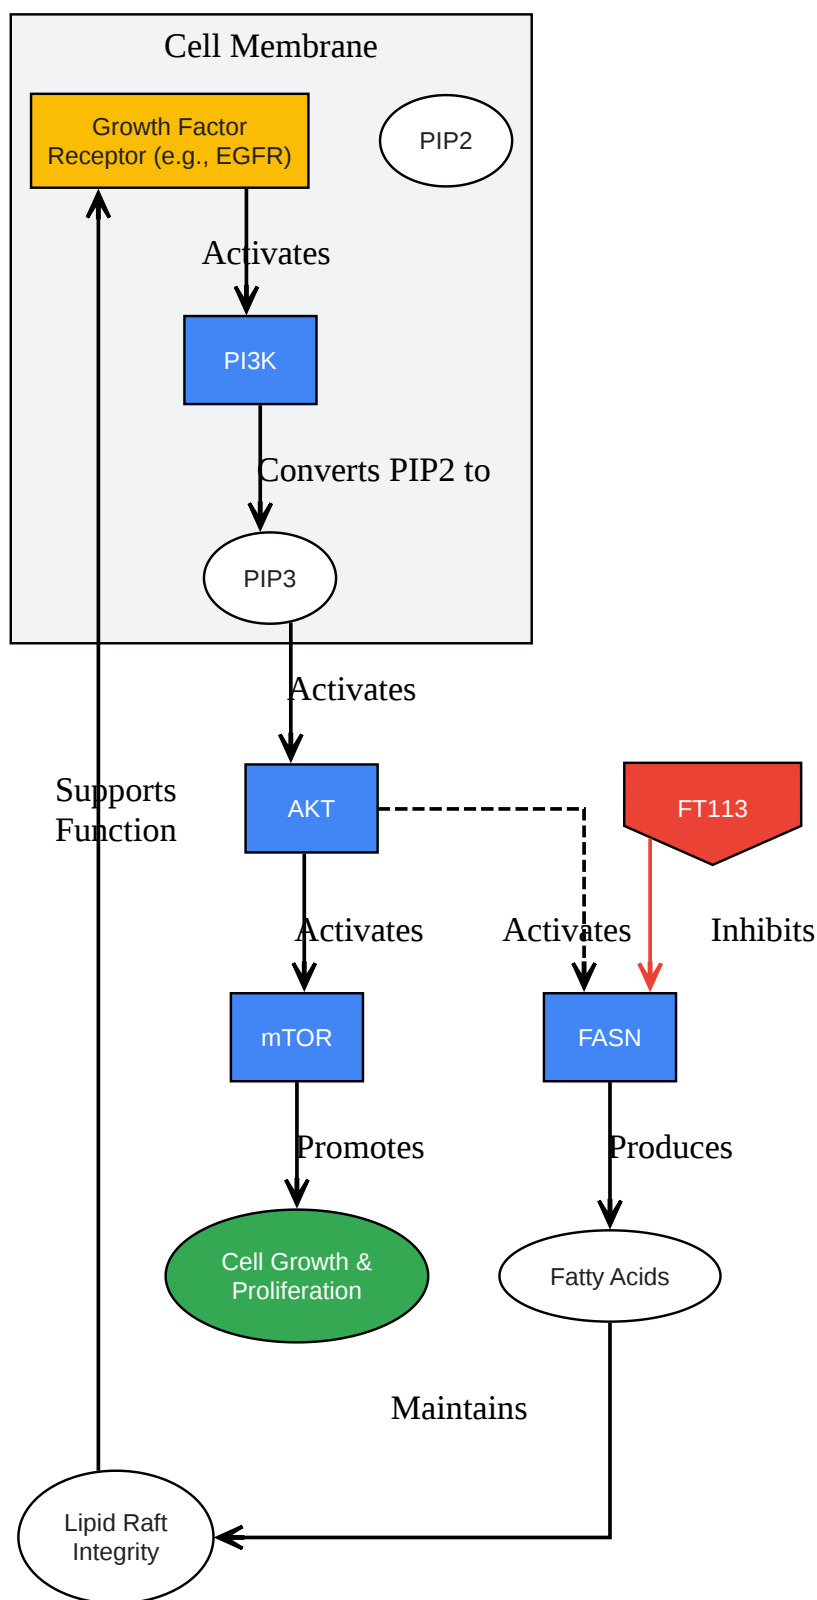 Cell Membrane
Growth Factor
Receptor (e.g., EGFR)
PIP2
Activates
PI3K
Converts PIP2 to
PIP3
Activates
Supports
Function
AKT
FT113
Activates
Activates
Inhibits
mTOR
FASN
Promotes
Produces
Cell Growth &
Proliferation
Fatty Acids
Maintains
Lipid Raft
Integrity